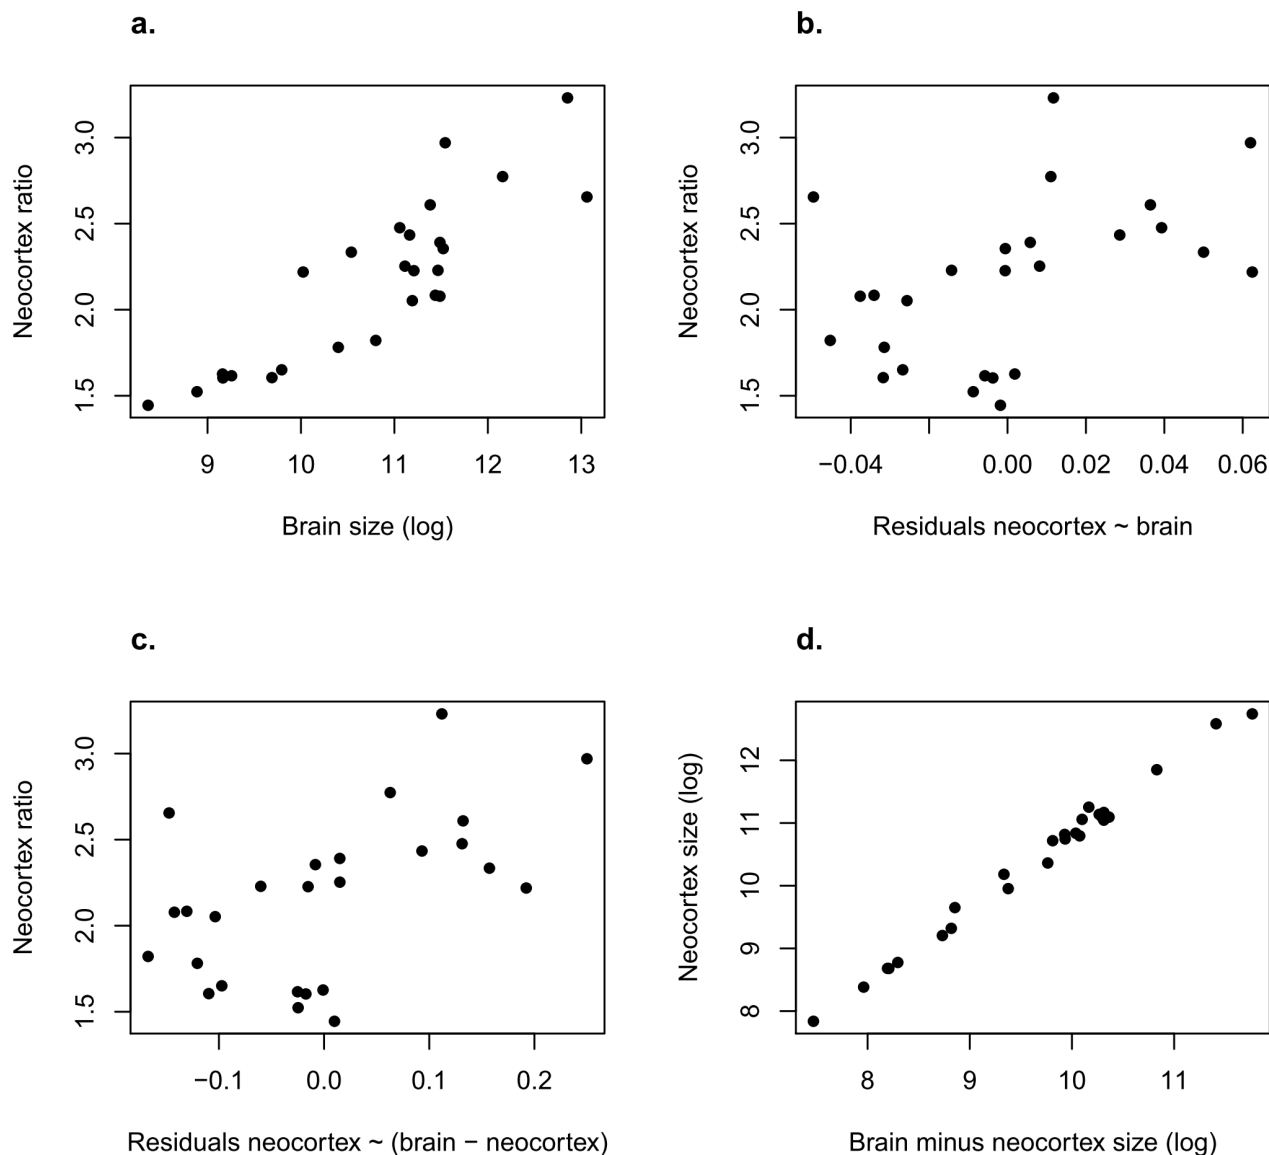 a.
Neocortex ratio
3.0
2.5
2.0
1.5
9 10 11 12 13
Brain size (log)
b.
Neocortex ratio
3.0
2.5
2.0
1.5
−0.04 0.00 0.02 0.04 0.06
Residuals neocortex ~ brain
c.
Neocortex ratio
3.0
2.5
2.0
1.5
−0.1 0.0 0.1 0.2
Residuals neocortex ~ (brain − neocortex)
d.
Neocortex size (log)
12
11
10
9
8
8 9 10 11
Brain minus neocortex size (log)